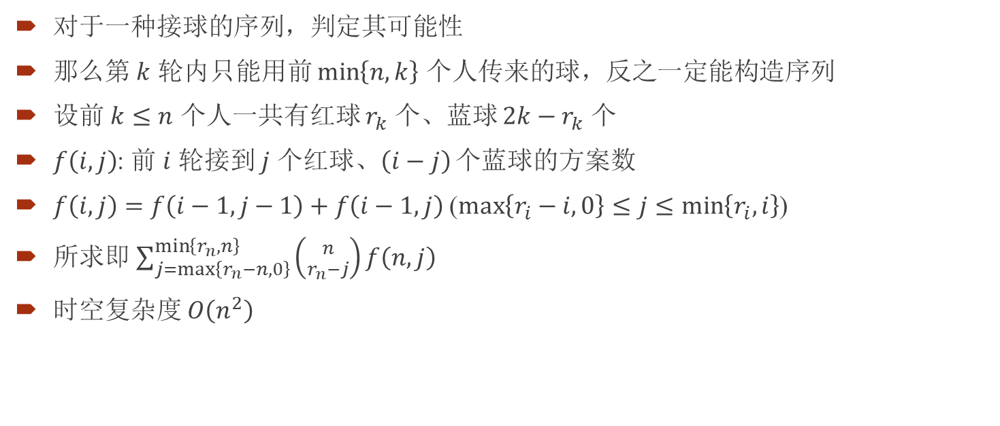 对于一种接球的序列，判定其可能性
那么第 k 轮内只能用前 min{n, k} 个人传来的球，反之一定能构造序列
设前 k ≤ n 个人一共有红球 r_k 个、蓝球 2k − r_k 个
f(i, j): 前 i 轮接到 j 个红球、(i − j) 个蓝球的方案数
f(i, j) = f(i − 1, j − 1) + f(i − 1, j) (max{r_i − i, 0} ≤ j ≤ min{r_i, i})
所求即 ∑_{j=max{r_n−n,0}}^{min{r_n,n}} \binom{n}{r_n−j} f(n, j)
时空复杂度 O(n^2)